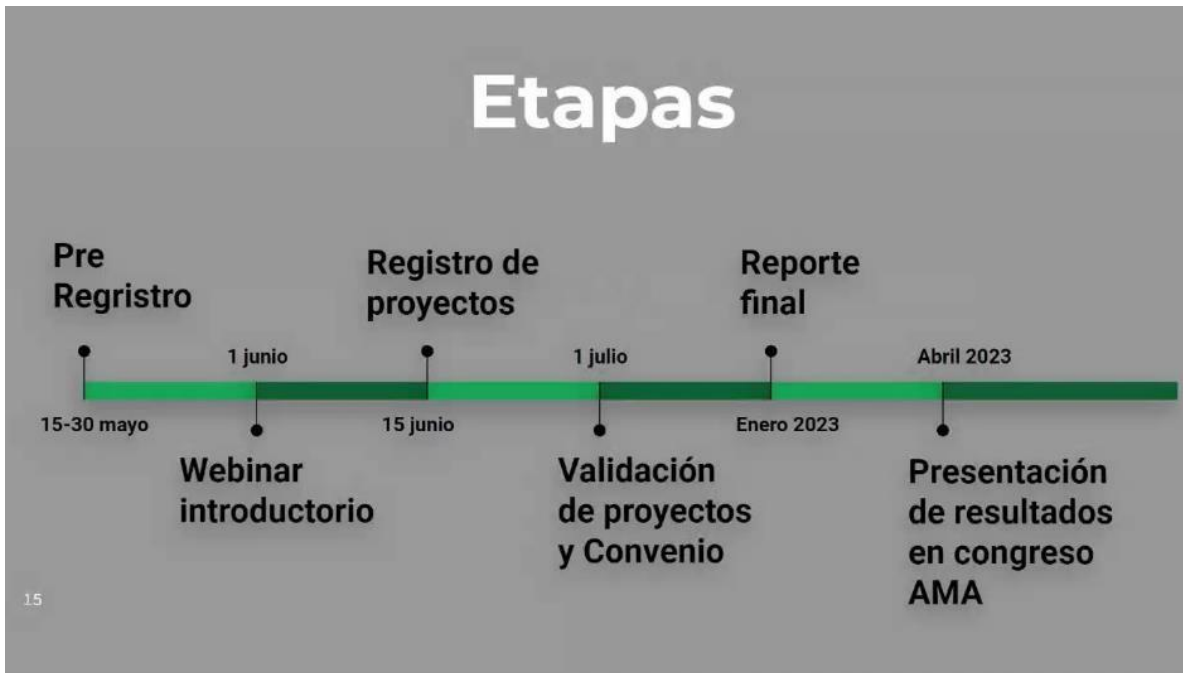 Etapas
Pre
Regristro
15-30 mayo
1 junio
Webinar
introductorio
Registro de
proyectos
15 junio
1 julio
Validación
de proyectos
y Convenio
Reporte
final
Enero 2023
Abril 2023
Presentación
de resultados
en congreso
AMA
15